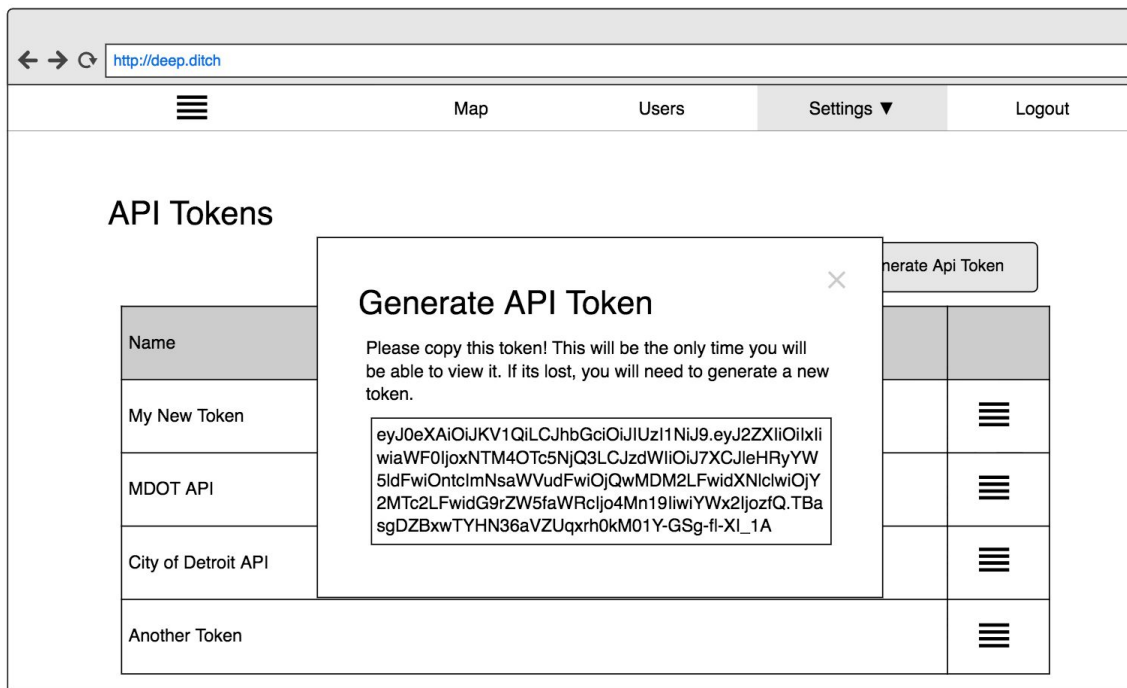 http://deep.ditch
Map Users Settings ▼ Logout
API Tokens
nerate Api Token
Generate API Token
Please copy this token! This will be the only time you will
be able to view it. If its lost, you will need to generate a new
token.
eyJ0eXAiOiJKV1QiLCJhbGciOiJIUzI1NiJ9.eyJ2ZXIiOiIxIi
wiaWF0IjoxNTM4OTc5NjQ3LCJzdWIiOiJ7XCJleHRyYW
5ldFwiOntcImNsaWVudFwiOjQwMDM2LFwidXNlclwiOjY
2MTc2LFwidG9rZW5faWRcIjo4Mn19IiwiYWx2IjozfQ.TBa
sgDZBxwTYHN36aVZUqxrh0kM01Y-GSg-fl-XI_1A
Name
My New Token
MDOT API
City of Detroit API
Another Token